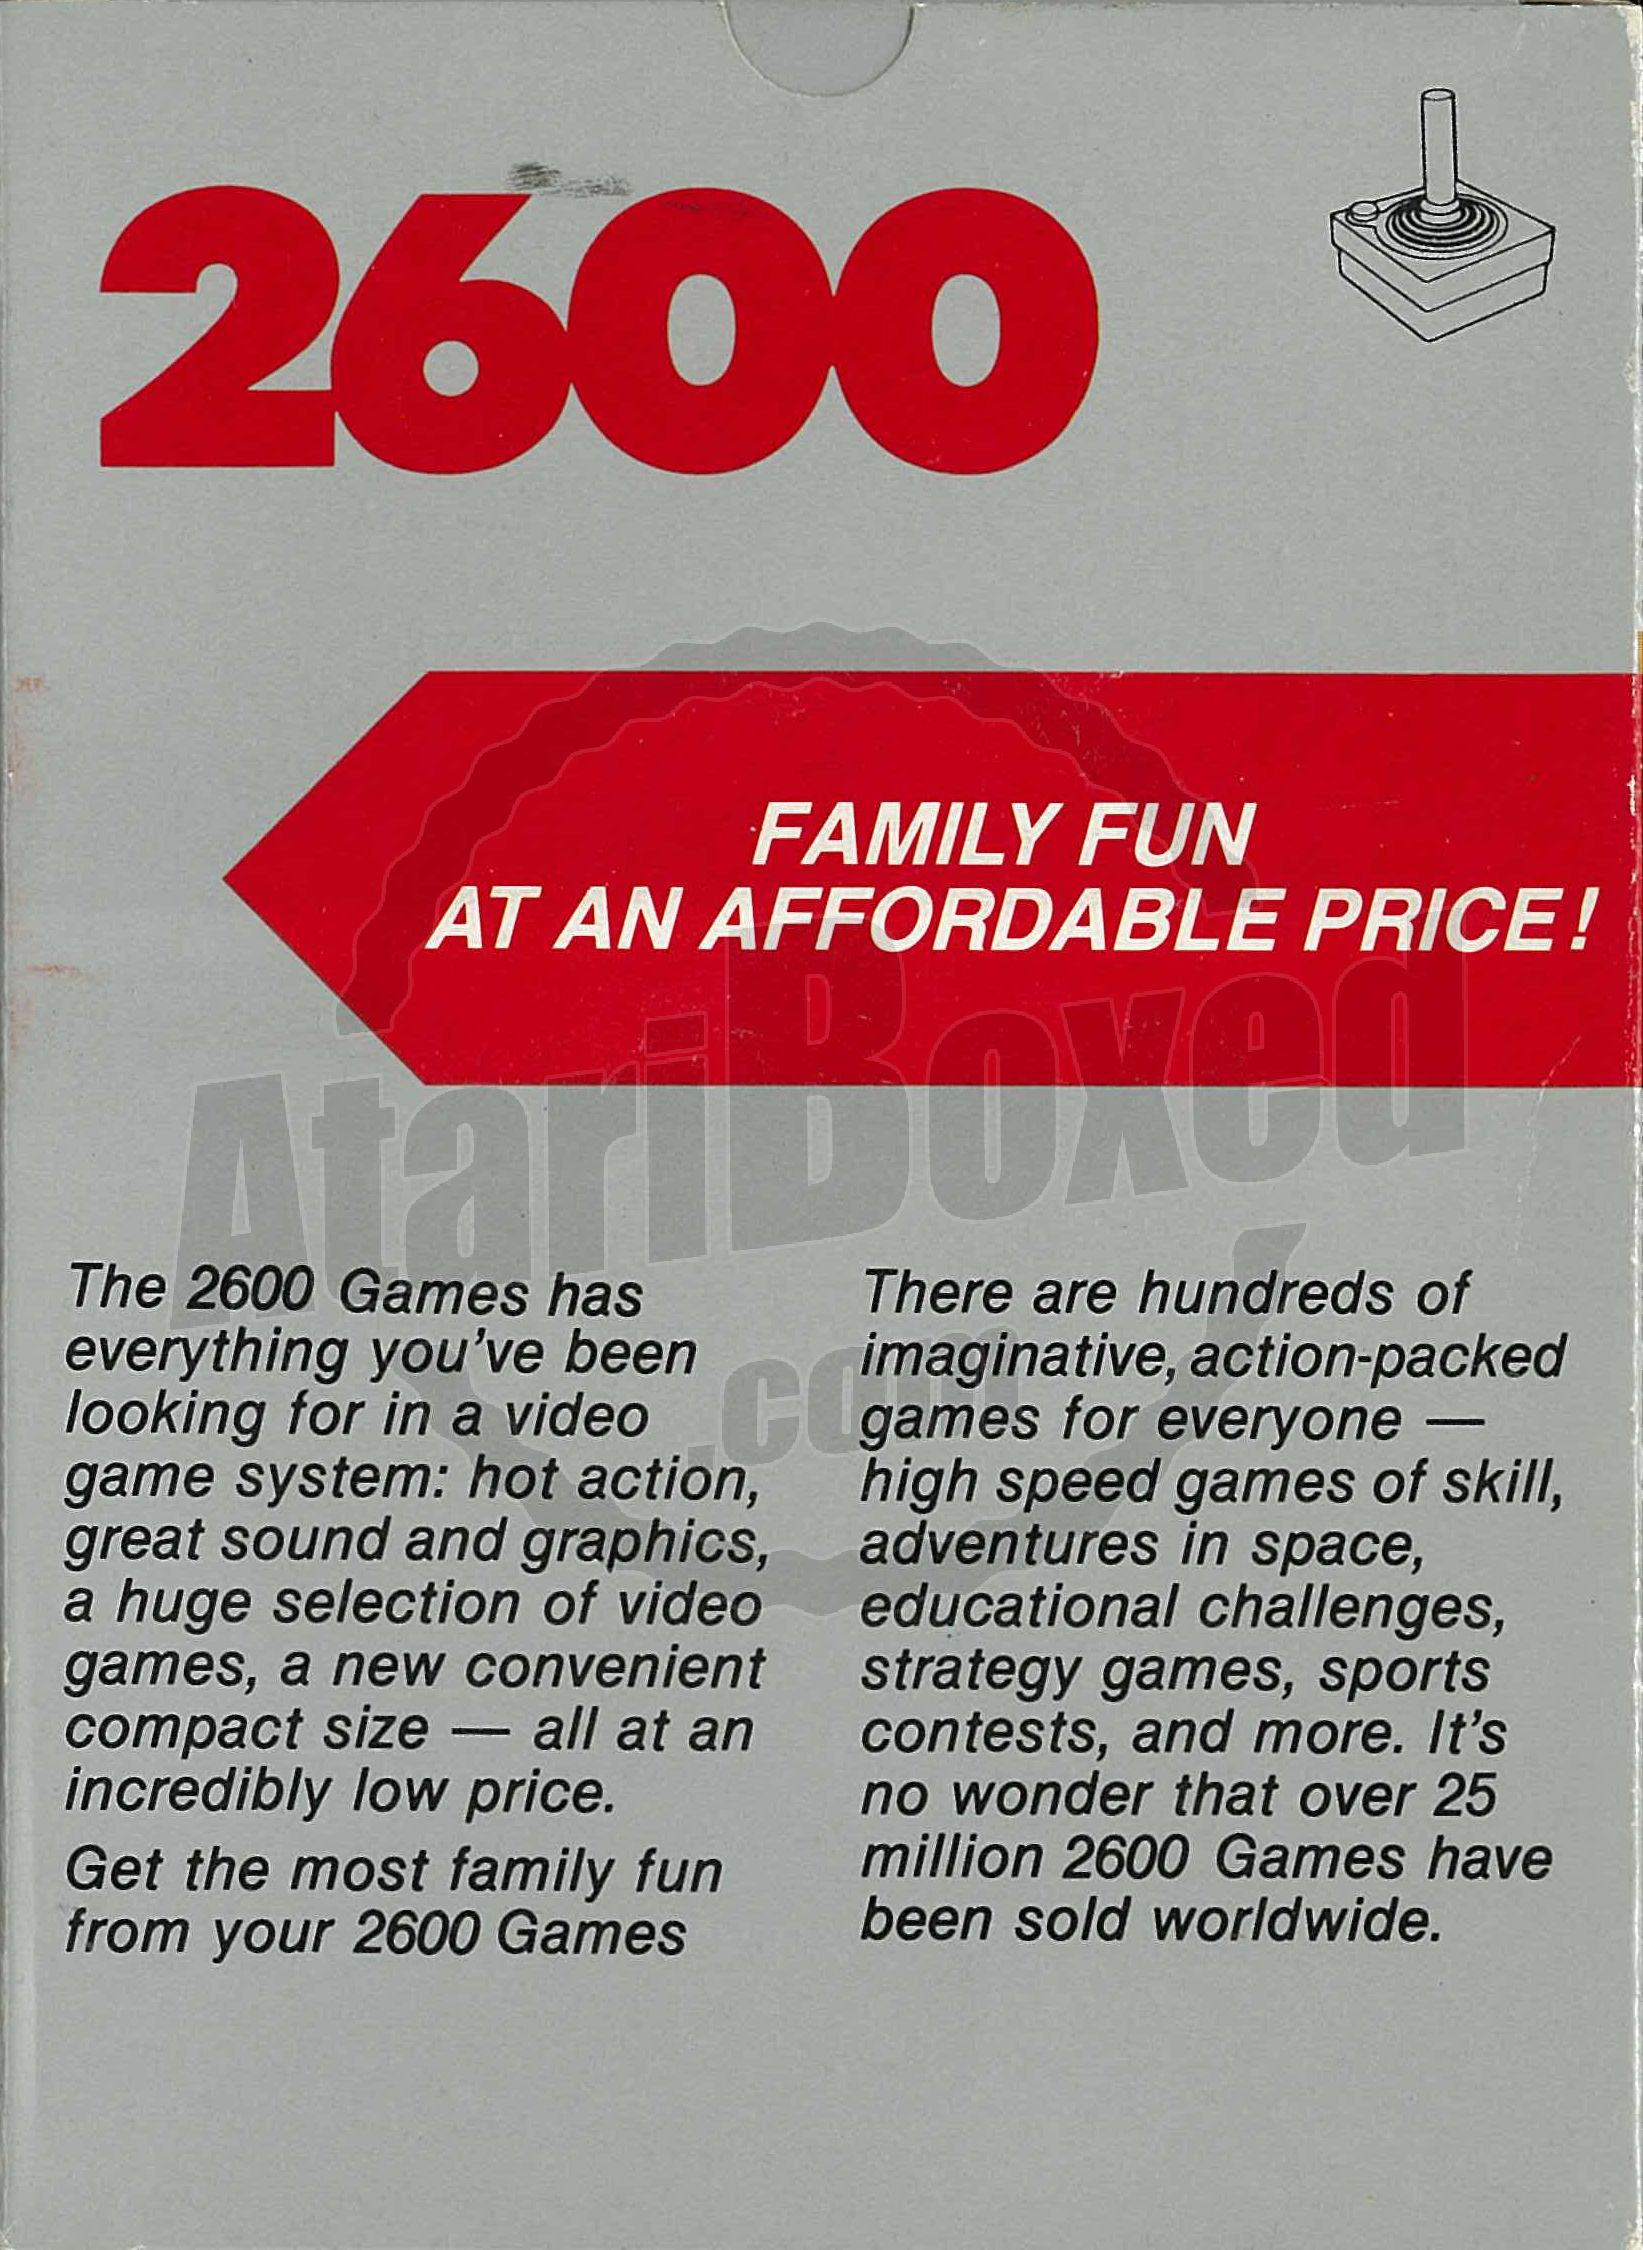 2600
FAMILY FUN
AT AN AFFORDABLE PRICE!
AtariBoxed
.com
The 2600 Games has
everything you've been
looking for in a video
game system: hot action,
great sound and graphics,
a huge selection of video
games, a new convenient
compact size — all at an
incredibly low price.
Get the most family fun
from your 2600 Games
There are hundreds of
imaginative, action-packed
games for everyone —
high speed games of skill,
adventures in space,
educational challenges,
strategy games, sports
contests, and more. It's
no wonder that over 25
million 2600 Games have
been sold worldwide.